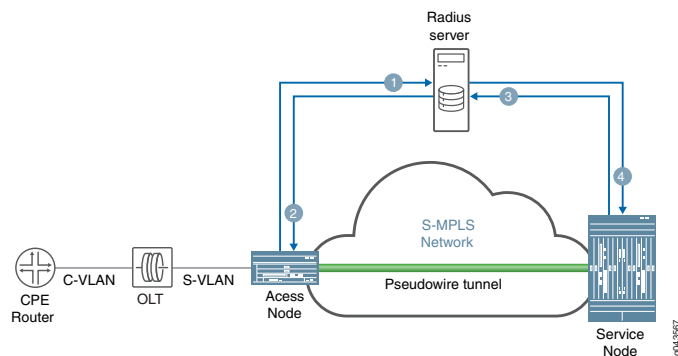 Radius
server
1
3
2
4
S-MPLS
Network
C-VLAN
S-VLAN
CPE
Router
OLT
Acess
Node
Pseudowire tunnel
Service
Node
g043567